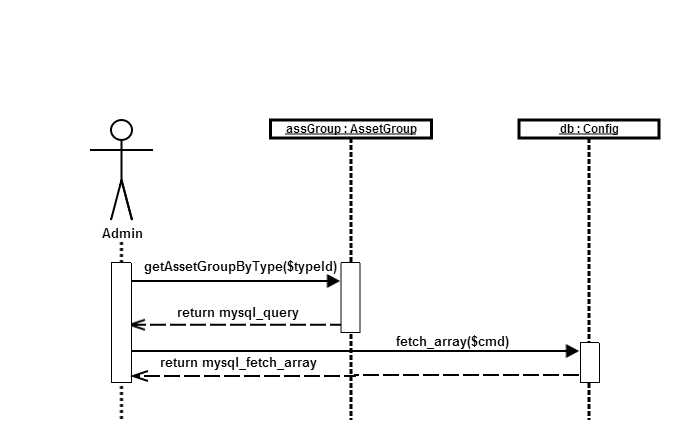 assGroup : AssetGroup
db : Config
Admin
getAssetGroupByType($typeId)
return mysql_query
fetch_array($cmd)
return mysql_fetch_array